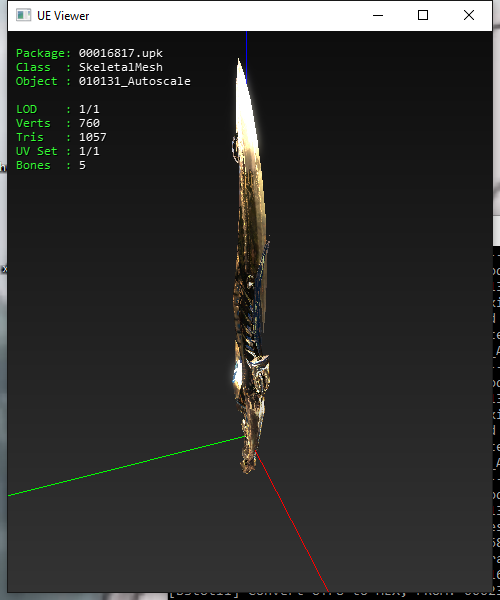 UE Viewer
Package: 00016817.upk
Class : SkeletalMesh
Object : 010131_Autoscale
LOD : 1/1
Verts : 760
Tris : 1057
UV Set : 1/1
Bones : 5